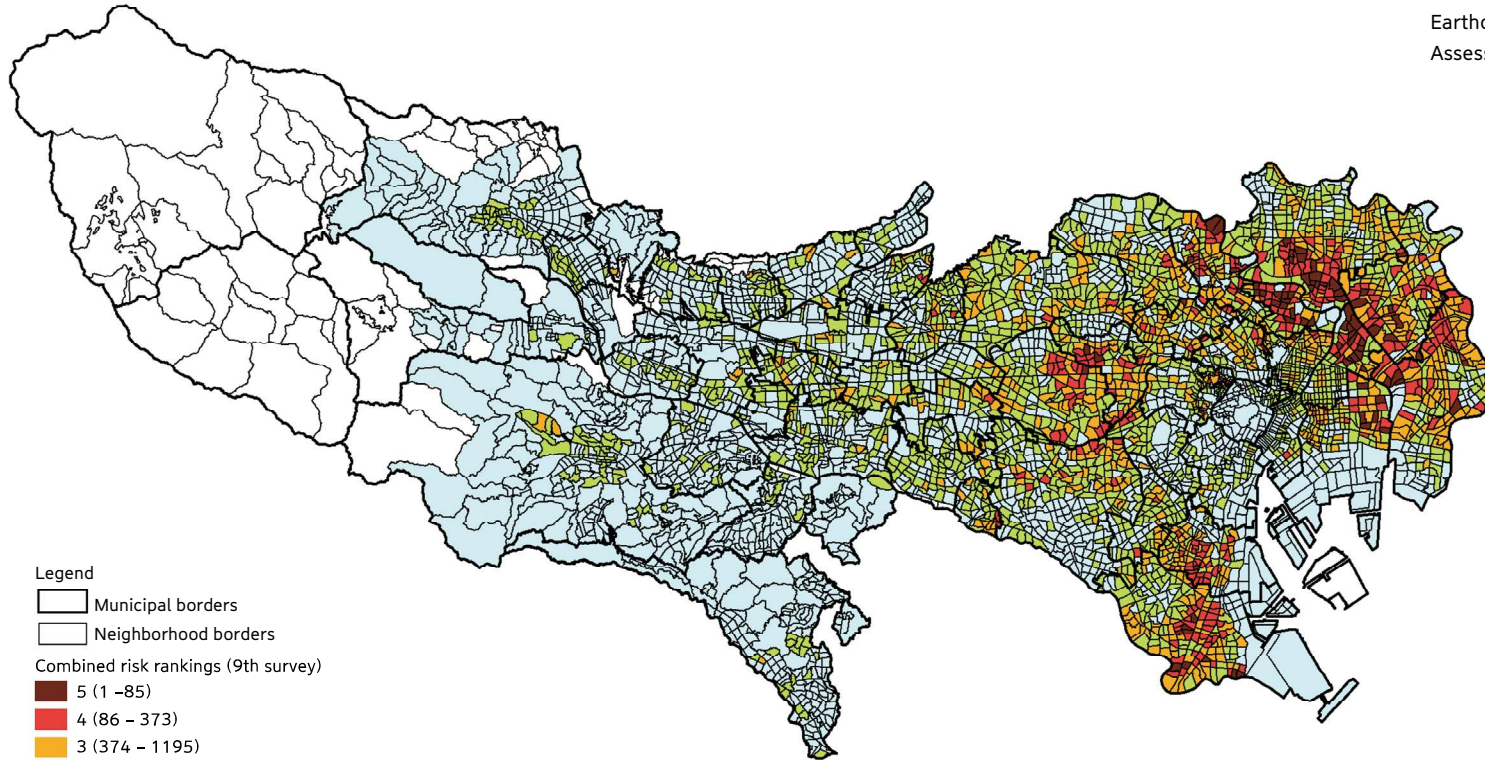 Assess
Legend
Municipal borders
Neighborhood borders
Combined risk rankings (9th survey)
5 (1 –85)
4 (86 – 373)
3 (374 – 1195)